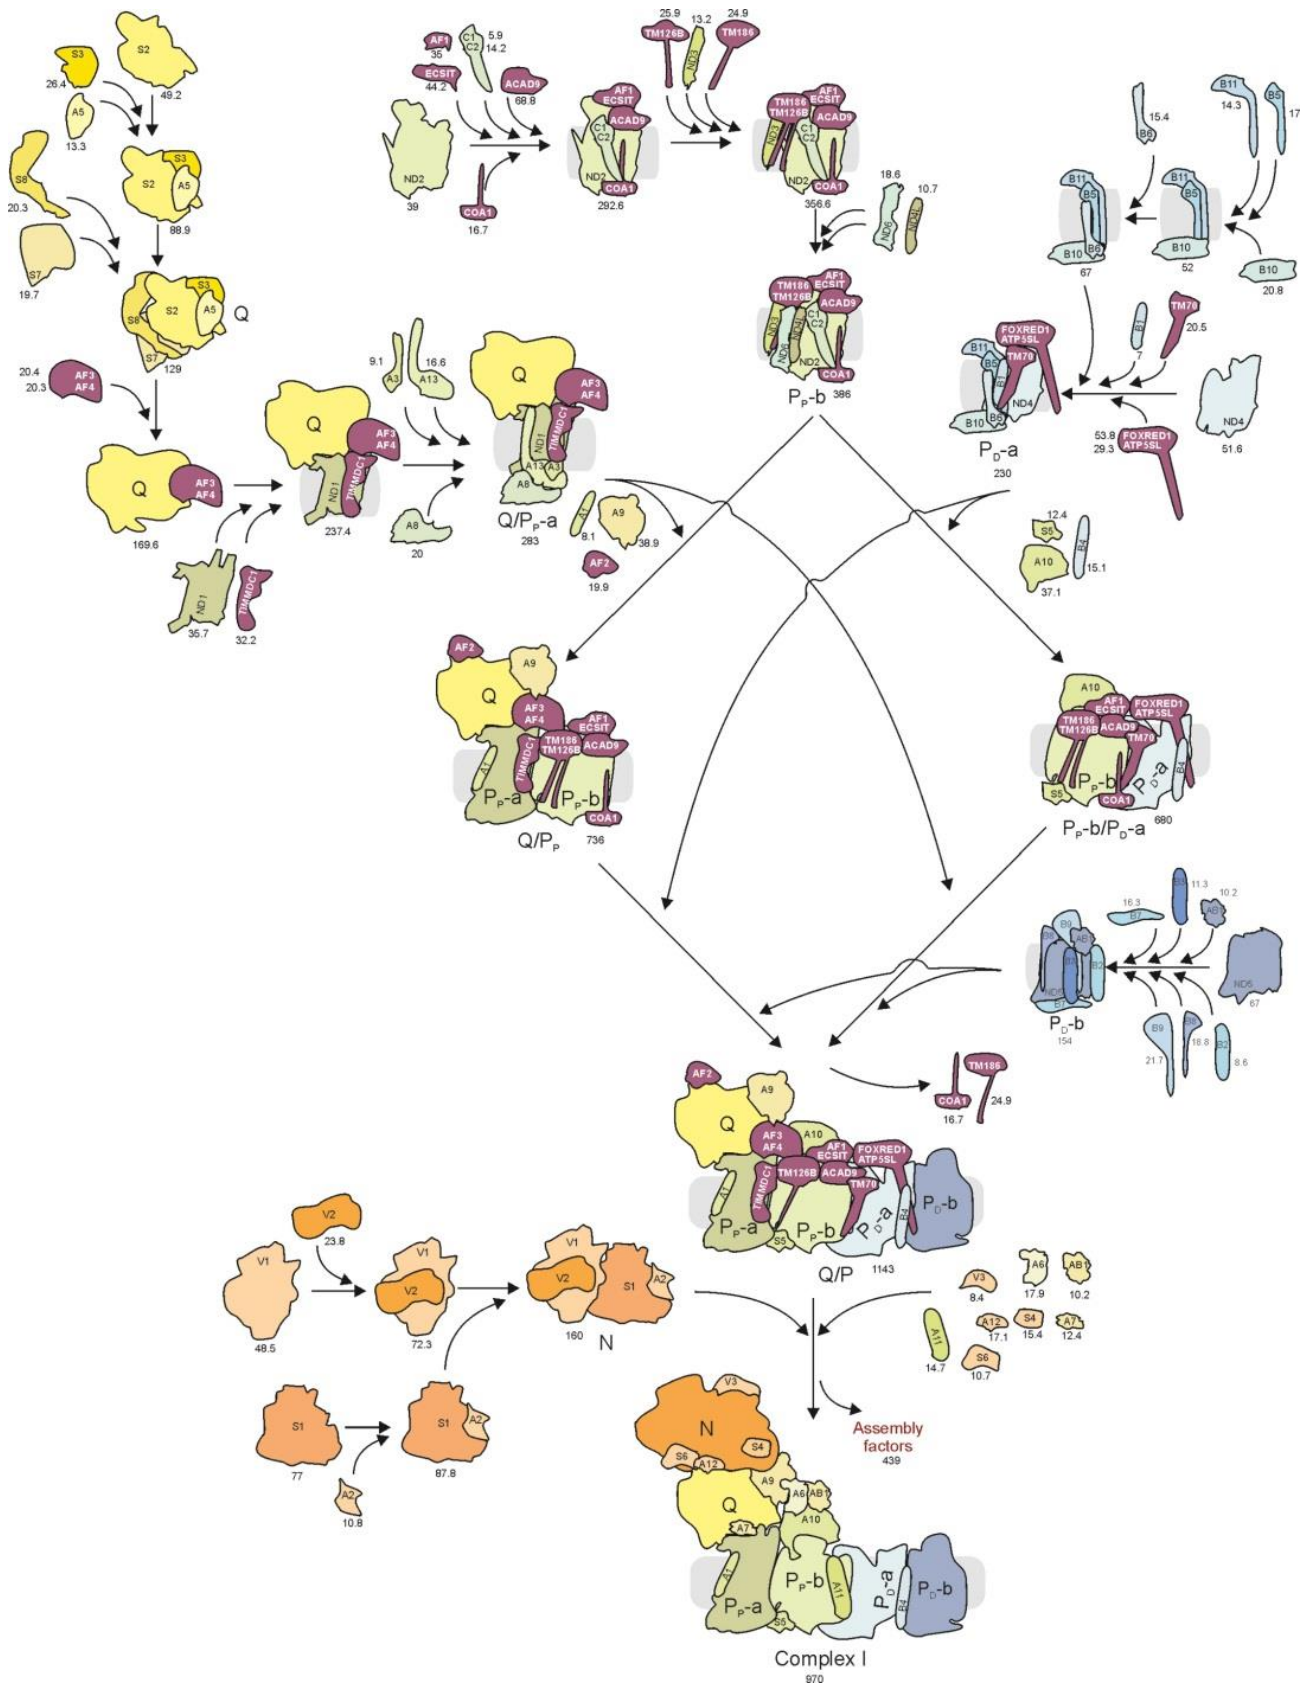 S3
26.4
S2
49.2
A5
13.3
S8
20.3
S7
19.7
S2
S3
A5
88.9
S8
S2
S3
A5
S7
129
Q
20.4
20.3
AF3
AF4
Q
AF3
AF4
169.6
ND1
35.7
TIMMDC1
32.2
Q
AF3
AF4
ND1
TIMMDC1
237.4
9.1
A3
16.6
A13
A8
20
Q
AF3
AF4
ND1
TIMMDC1
A13
A3
A8
Q/PP-a
283
AF1
35
C1
C2
5.9
14.2
ECSIT
44.2
ACAD9
68.8
ND2
39
COA1
16.7
AF1
ECSIT
ACAD9
C1
C2
ND2
COA1
292.6
25.9
TM126B
13.2
ND3
24.9
TM186
TM186
TM126B
AF1
ECSIT
ACAD9
ND3
C1
C2
ND2
COA1
356.6
18.6
ND6
10.7
ND4L
TM186
TM126B
AF1
ECSIT
ACAD9
ND3
ND6
ND4L
C1
C2
ND2
COA1
386
PP-b
B11
14.3
B5
17
15.4
B6
B10
20.8
B11
B5
B10
52
B11
B5
B10
B6
67
B1
7
TM70
20.5
ND4
51.6
53.8
29.3
FOXRED1
ATP5SL
FOXRED1
ATP5SL
B11
B5
TM70
B1
ND4
B10
B6
PD-a
230
A1
8.1
A9
38.9
AF2
19.9
12.4
S5
A10
37.1
B4
15.1
AF2
A9
Q
AF3
AF4
AF1
ECSIT
TM186
TM126B
ACAD9
TIMMDC1
A1
PP-a
PP-b
COA1
Q/PP
736
A10
AF1
ECSIT
FOXRED1
ATP5SL
TM186
TM126B
ACAD9
TM70
PP-b
PD-a
B4
S5
COA1
680
PP-b/PD-a
16.3
B7
B3
11.3
10.2
AB1
ND5
67
B9
21.7
B8
18.8
B2
8.6
B9
B8
AB1
B3
B2
ND5
B7
PD-b
154
COA1
16.7
TM186
24.9
AF2
A9
Q
AF3
AF4
A10
AF1
ECSIT
FOXRED1
ATP5SL
TIMMDC1
TM126B
ACAD9
TM70
A1
PP-a
PP-b
PD-a
B4
PD-b
S5
Q/P
1143
V2
23.8
V1
48.5
V1
V2
72.3
V1
V2
S1
A2
160
N
S1
77
A2
10.8
S1
A2
87.8
V3
8.4
A6
17.9
AB1
10.2
A11
14.7
A12
17.1
S4
15.4
A7
12.4
S6
10.7
Assembly
factors
439
V3
N
S6
A12
S4
A9
A6
AB1
Q
A7
A10
A1
PP-a
PP-b
A11
PD-a
B4
PD-b
S5
Complex I
970